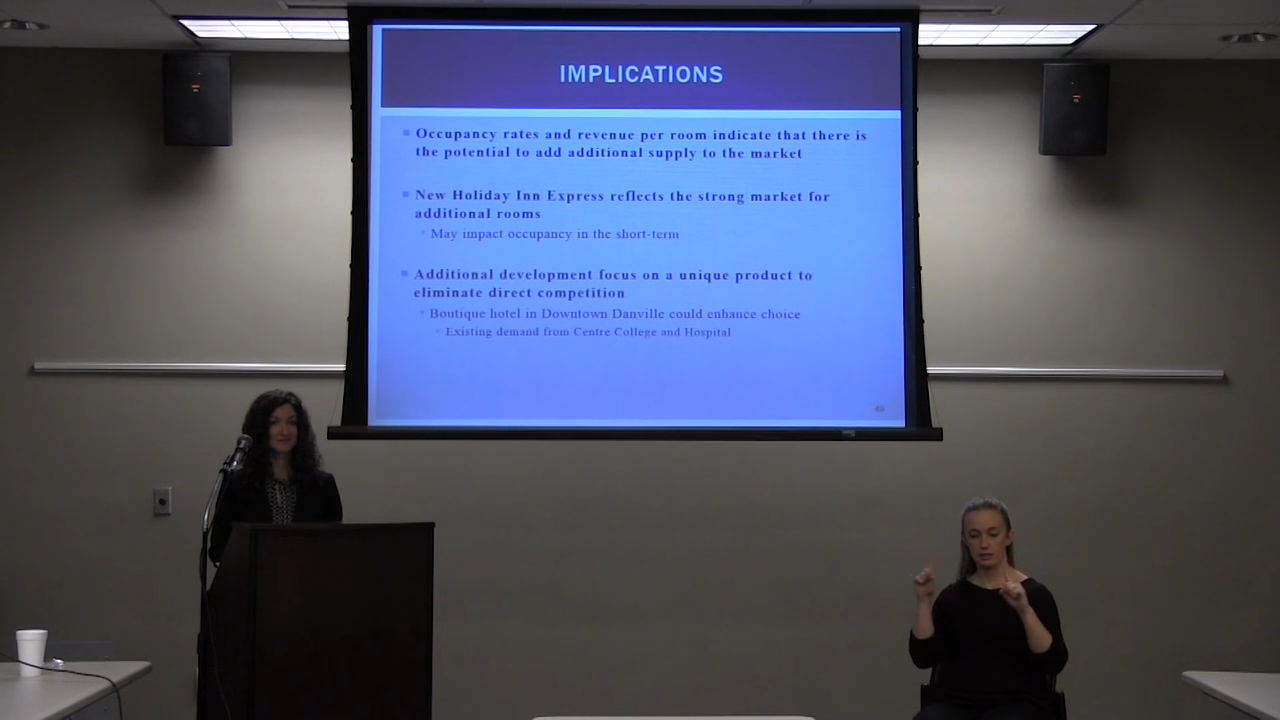 IMPLICATIONS
Occupancy rates and revenue per room indicate that there is
the potential to add additional supply to the market
New Holiday Inn Express reflects the strong market for
additional rooms
May impact occupancy in the short-term
Additional development focus on a unique product to
eliminate direct competition
Boutique hotel in Downtown Danville could enhance choice
Existing demand from Centre College and Hospital